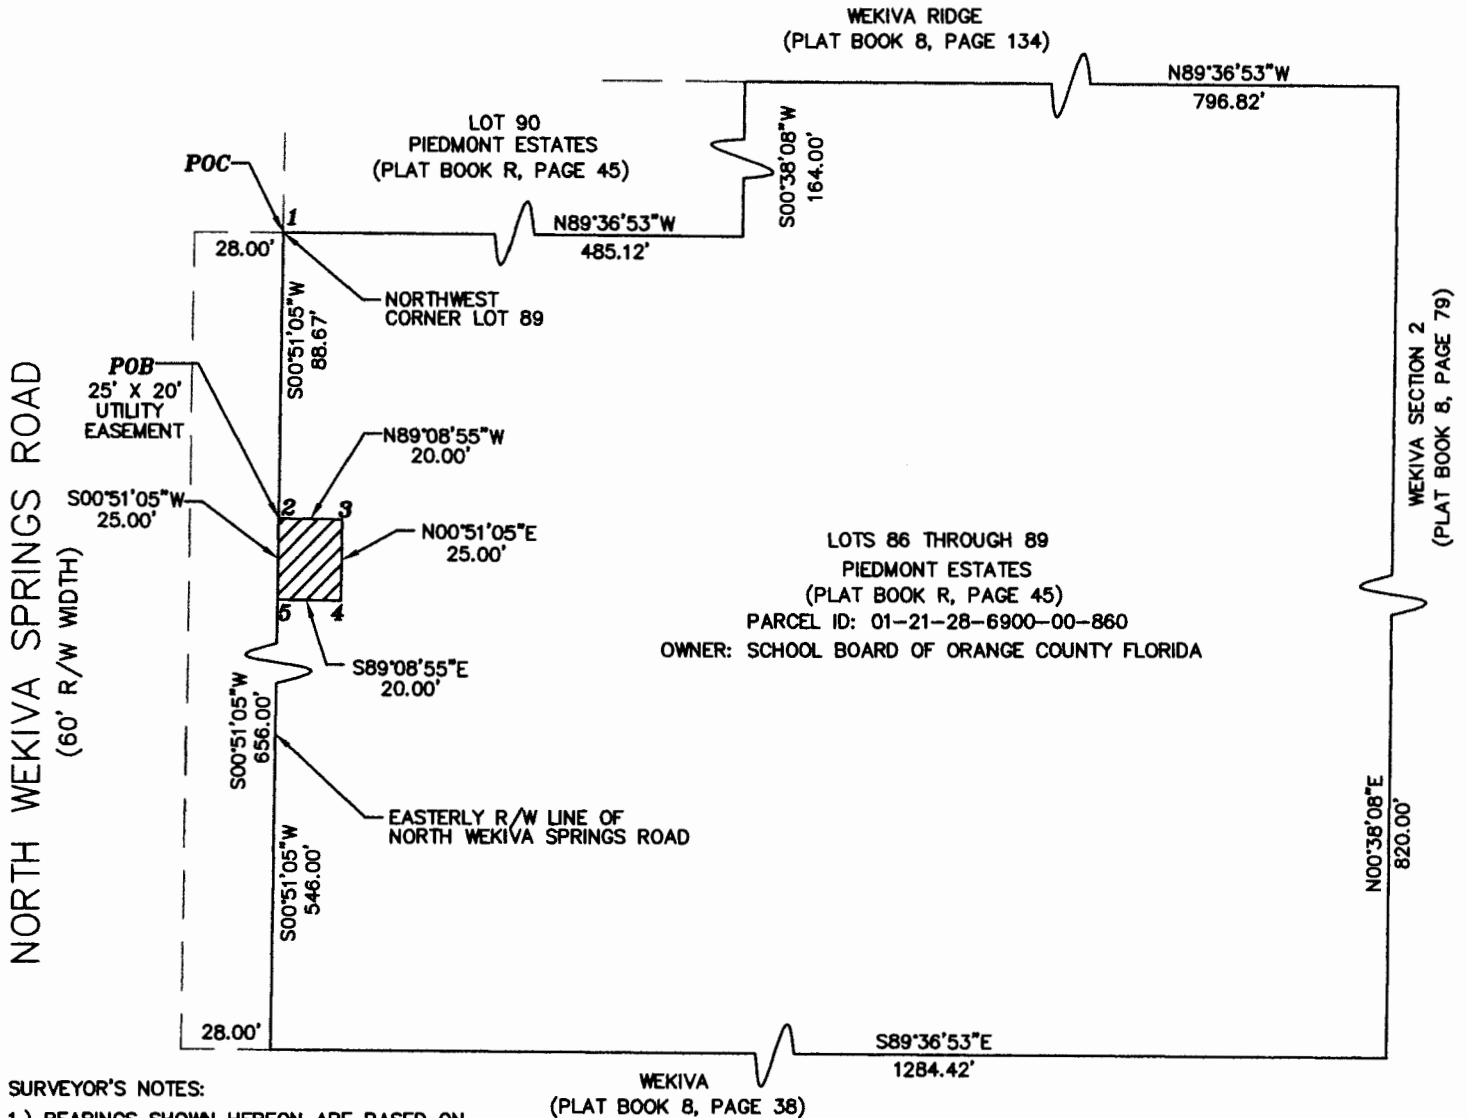 WEKIVA RIDGE
(PLAT BOOK 8, PAGE 134)
N89°36'53"W
796.82'
LOT 90
PIEDMONT ESTATES
(PLAT BOOK R, PAGE 45)
S00°38'08"W
164.00'
POC
1
N89°36'53"W
485.12'
28.00'
NORTHWEST
CORNER LOT 89
S00°51'05"W
88.67'
POB
25' X 20'
UTILITY
EASEMENT
N89°08'55"W
20.00'
S00°51'05"W
25.00'
2
3
N00°51'05"E
25.00'
5
4
S89°08'55"E
20.00'
NORTH WEKIVA SPRINGS ROAD
(60' R/W WIDTH)
LOTS 86 THROUGH 89
PIEDMONT ESTATES
(PLAT BOOK R, PAGE 45)
PARCEL ID: 01-21-28-6900-00-860
OWNER: SCHOOL BOARD OF ORANGE COUNTY FLORIDA
WEKIVA SECTION 2
(PLAT BOOK 8, PAGE 79)
S00°51'05"W
656.00'
EASTERLY R/W LINE OF
NORTH WEKIVA SPRINGS ROAD
S00°51'05"W
546.00'
N00°38'08"E
820.00'
28.00'
S89°36'53"E
1284.42'
WEKIVA
(PLAT BOOK 8, PAGE 38)
SURVEYOR'S NOTES:
1.) BEARINGS SHOWN HEREON ARE BASED ON